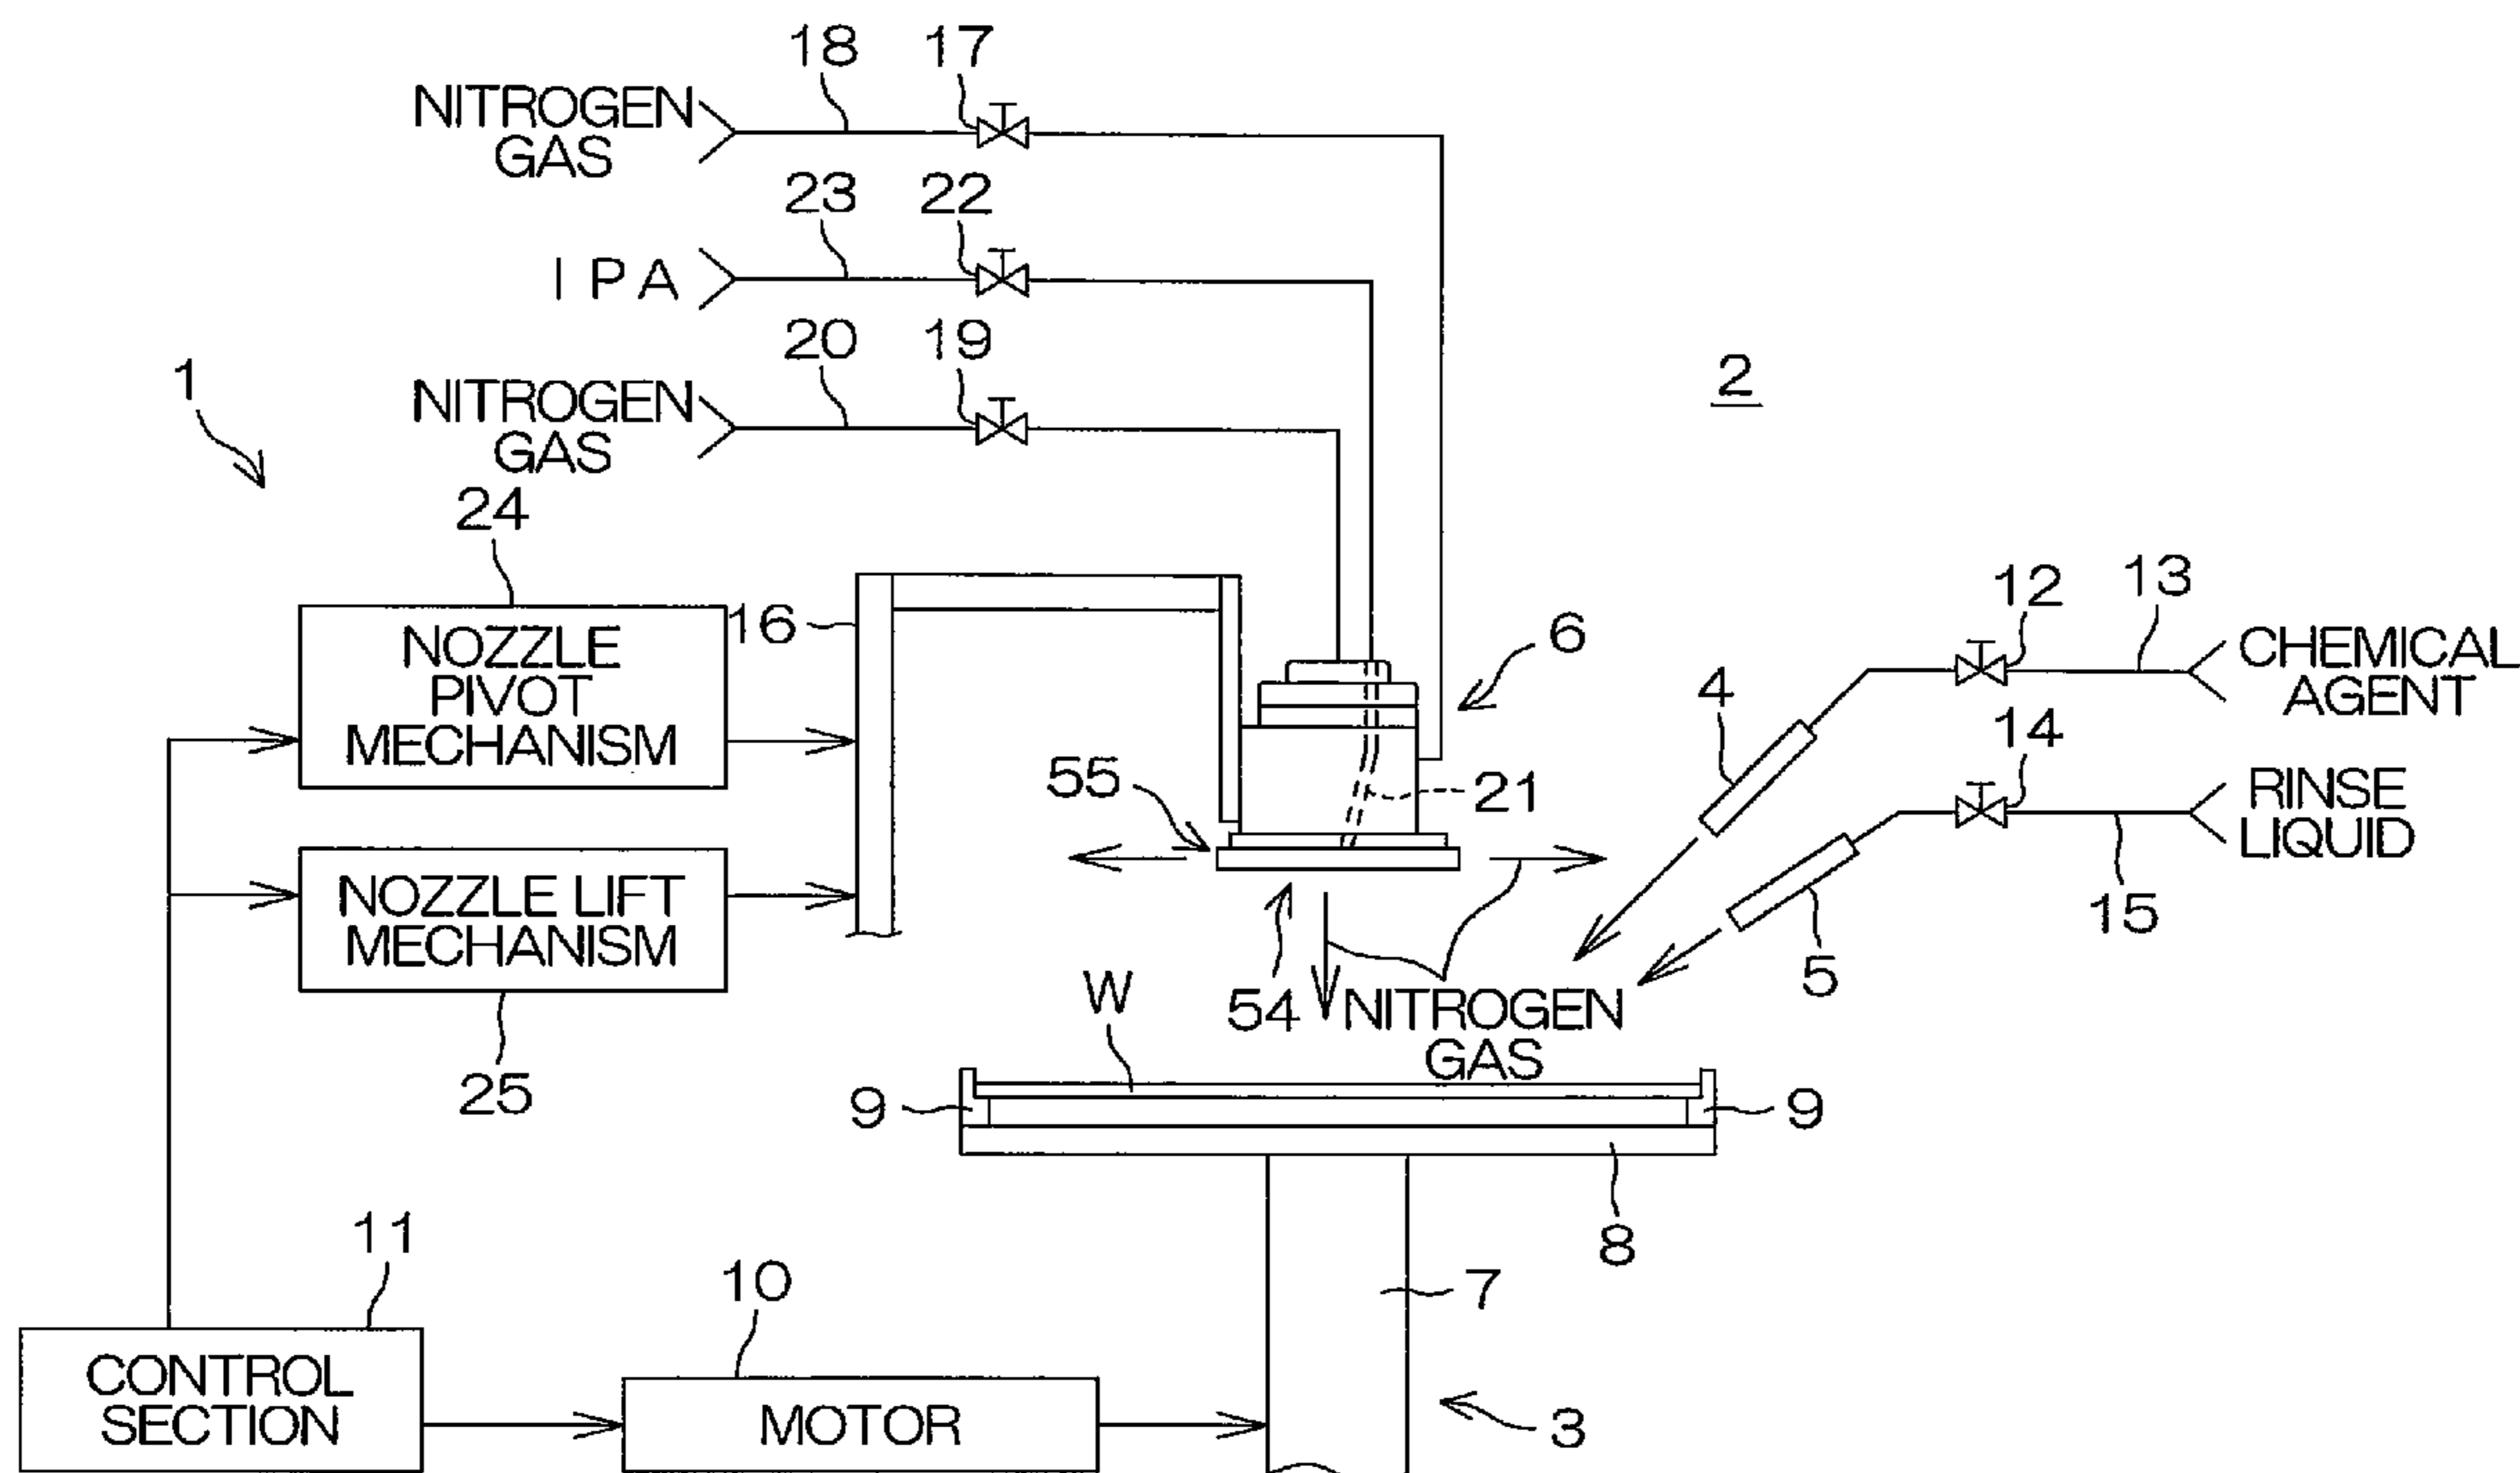 18
17
NITROGEN
GAS
23
22
I P A
20
19
NITROGEN
GAS
1
2
24
NOZZLE
PIVOT
MECHANISM
16
6
12
13
CHEMICAL
AGENT
4
14
55
21
RINSE
LIQUID
NOZZLE LIFT
MECHANISM
15
5
25
W
54
NITROGEN
GAS
9
9
8
11
10
7
CONTROL
SECTION
MOTOR
3